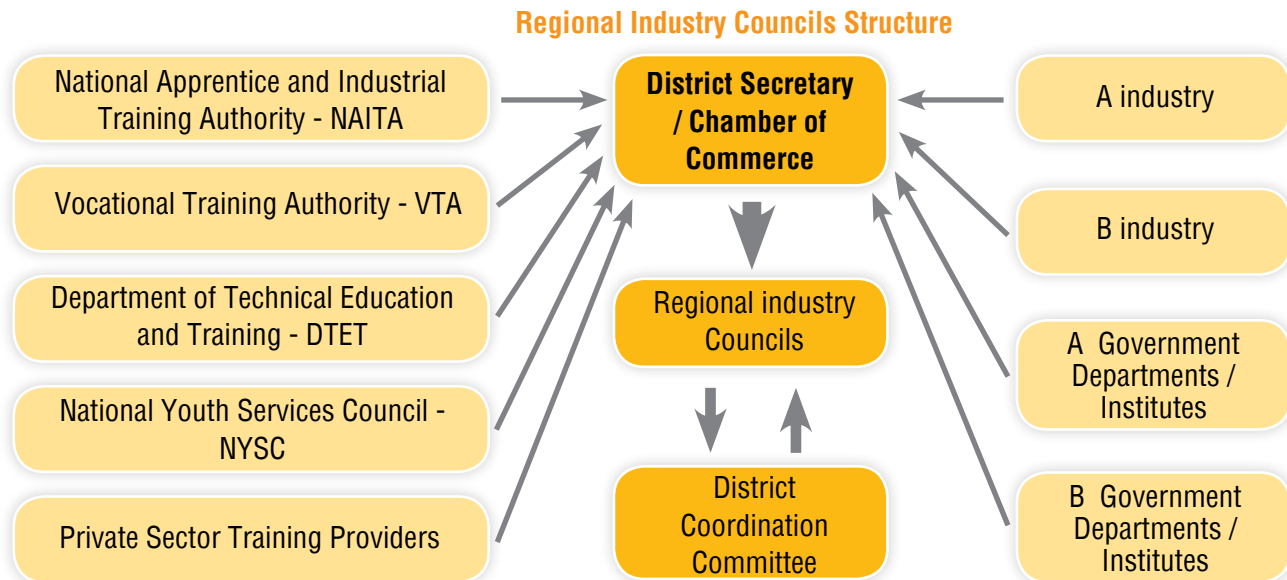 Regional Industry Councils Structure
National Apprentice and Industrial
Training Authority - NAITA
Vocational Training Authority - VTA
Department of Technical Education
and Training - DTET
National Youth Services Council -
NYSC
Private Sector Training Providers
District Secretary
/ Chamber of
Commerce
Regional industry
Councils
District
Coordination
Committee
A industry
B industry
A Government
Departments /
Institutes
B Government
Departments /
Institutes